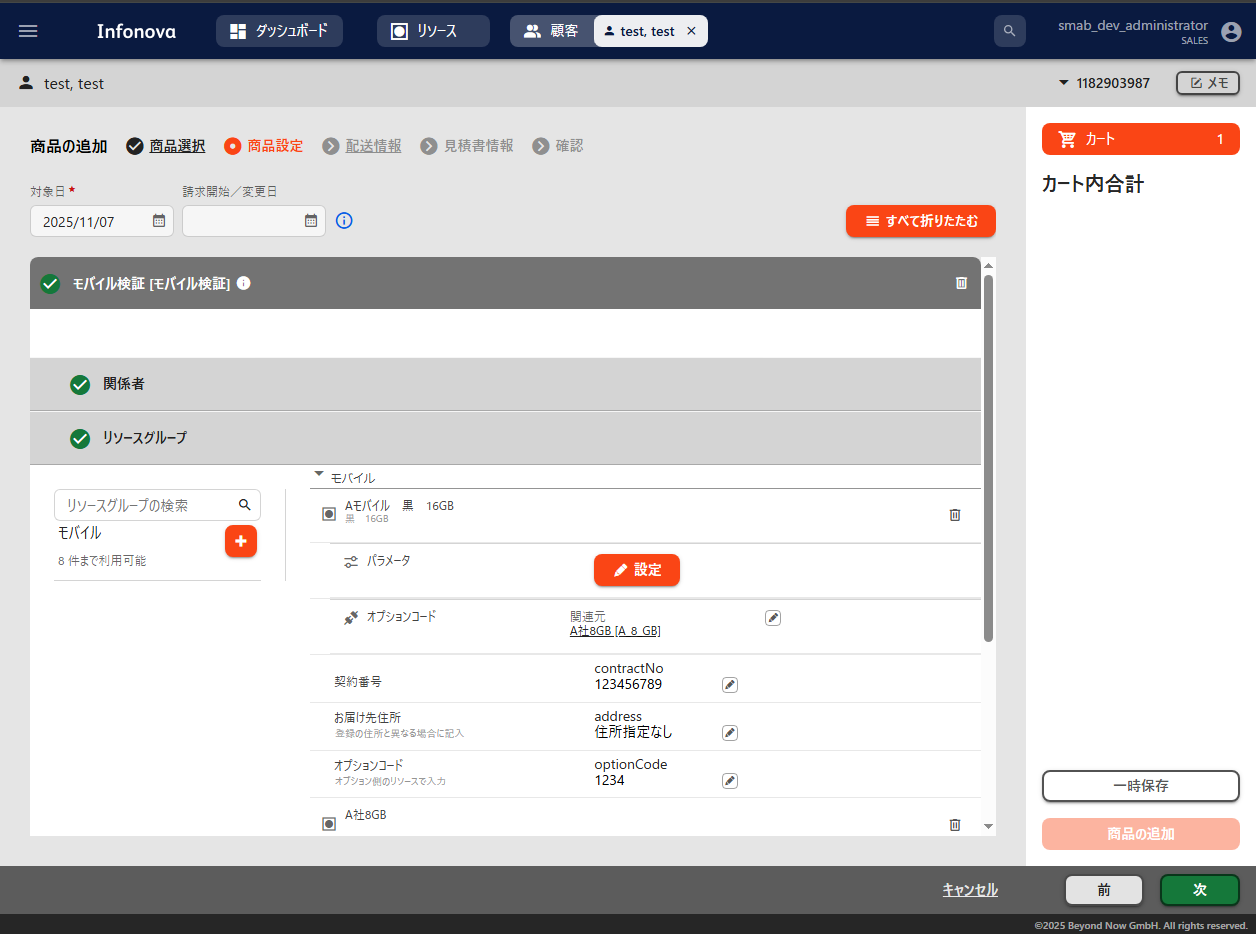 Infonova
ダッシュボード
リソース
顧客
test, test ×
smab_dev_administrator
SALES
test, test
1182903987
メモ
商品の追加
商品選択
商品設定
配送情報
見積書情報
確認
カート
1
カート内合計
対象日 *
請求開始／変更日
2025/11/07
すべて折りたたむ
モバイル検証 [モバイル検証]
関係者
リソースグループ
リソースグループの検索
モバイル
8 件まで利用可能
モバイル
Aモバイル　黒　16GB
黒　16GB
パラメータ
設定
オプションコード
関連元
A社8GB [A_8_GB]
契約番号
contractNo
123456789
お届け先住所
登録の住所と異なる場合に記入
address
住所指定なし
オプションコード
オプション側のリソースで入力
optionCode
1234
A社8GB
一時保存
商品の追加
キャンセル
前
次
©2025 Beyond Now GmbH. All rights reserved.